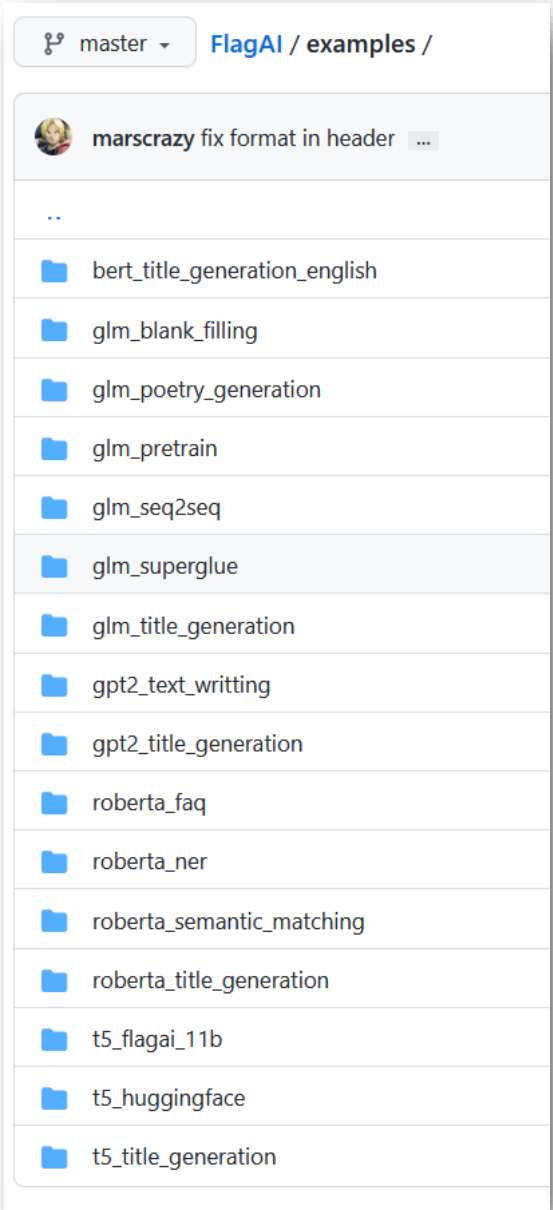 master FlagAI / examples /
marscrazy fix format in header ...
..
bert_title_generation_english
glm_blank_filling
glm_poetry_generation
glm_pretrain
glm_seq2seq
glm_superglue
glm_title_generation
gpt2_text_writting
gpt2_title_generation
roberta_faq
roberta_ner
roberta_semantic_matching
roberta_title_generation
t5_flagai_11b
t5_huggingface
t5_title_generation